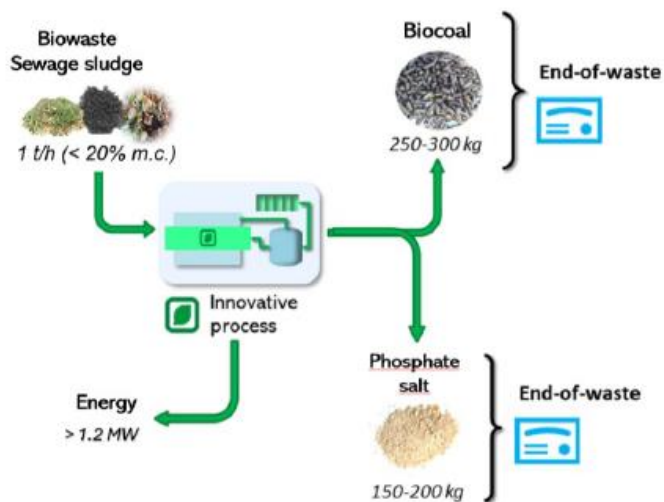 Biowaste
Sewage sludge
1 t/h (< 20% m.c.)
Biocoal
250-300 kg
End-of-waste
Innovative
process
Energy
> 1.2 MW
Phosphate
salt
150-200 kg
End-of-waste